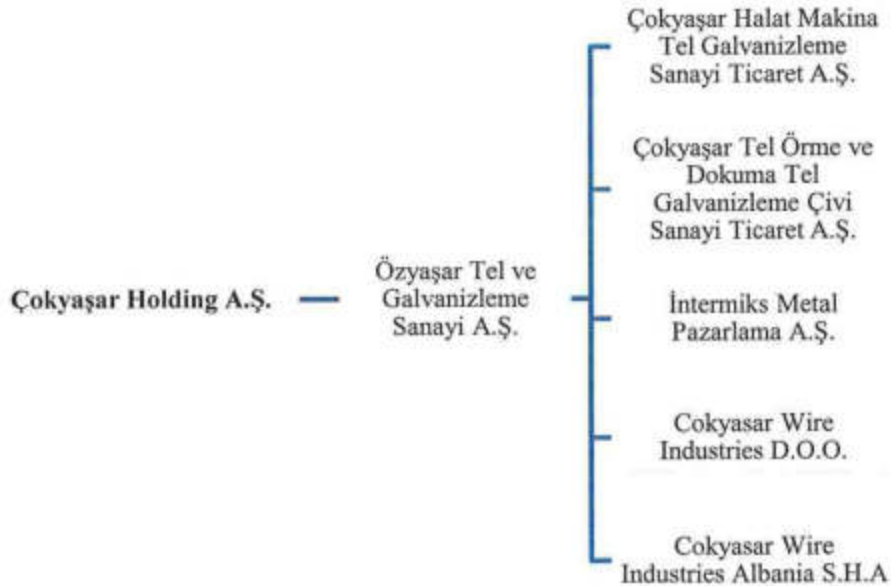 Çokyaşar Halat Makina
Tel Galvanizleme
Sanayi Ticaret A.Ş.
Çokyaşar Tel Örme ve
Dokuma Tel
Galvanizleme Çivi
Sanayi Ticaret A.Ş.
Çokyaşar Holding A.Ş.
Özyaşar Tel ve
Galvanizleme
Sanayi A.Ş.
İntermiks Metal
Pazarlama A.Ş.
Cokyasar Wire
Industries D.O.O.
Cokyasar Wire
Industries Albania S.H.A